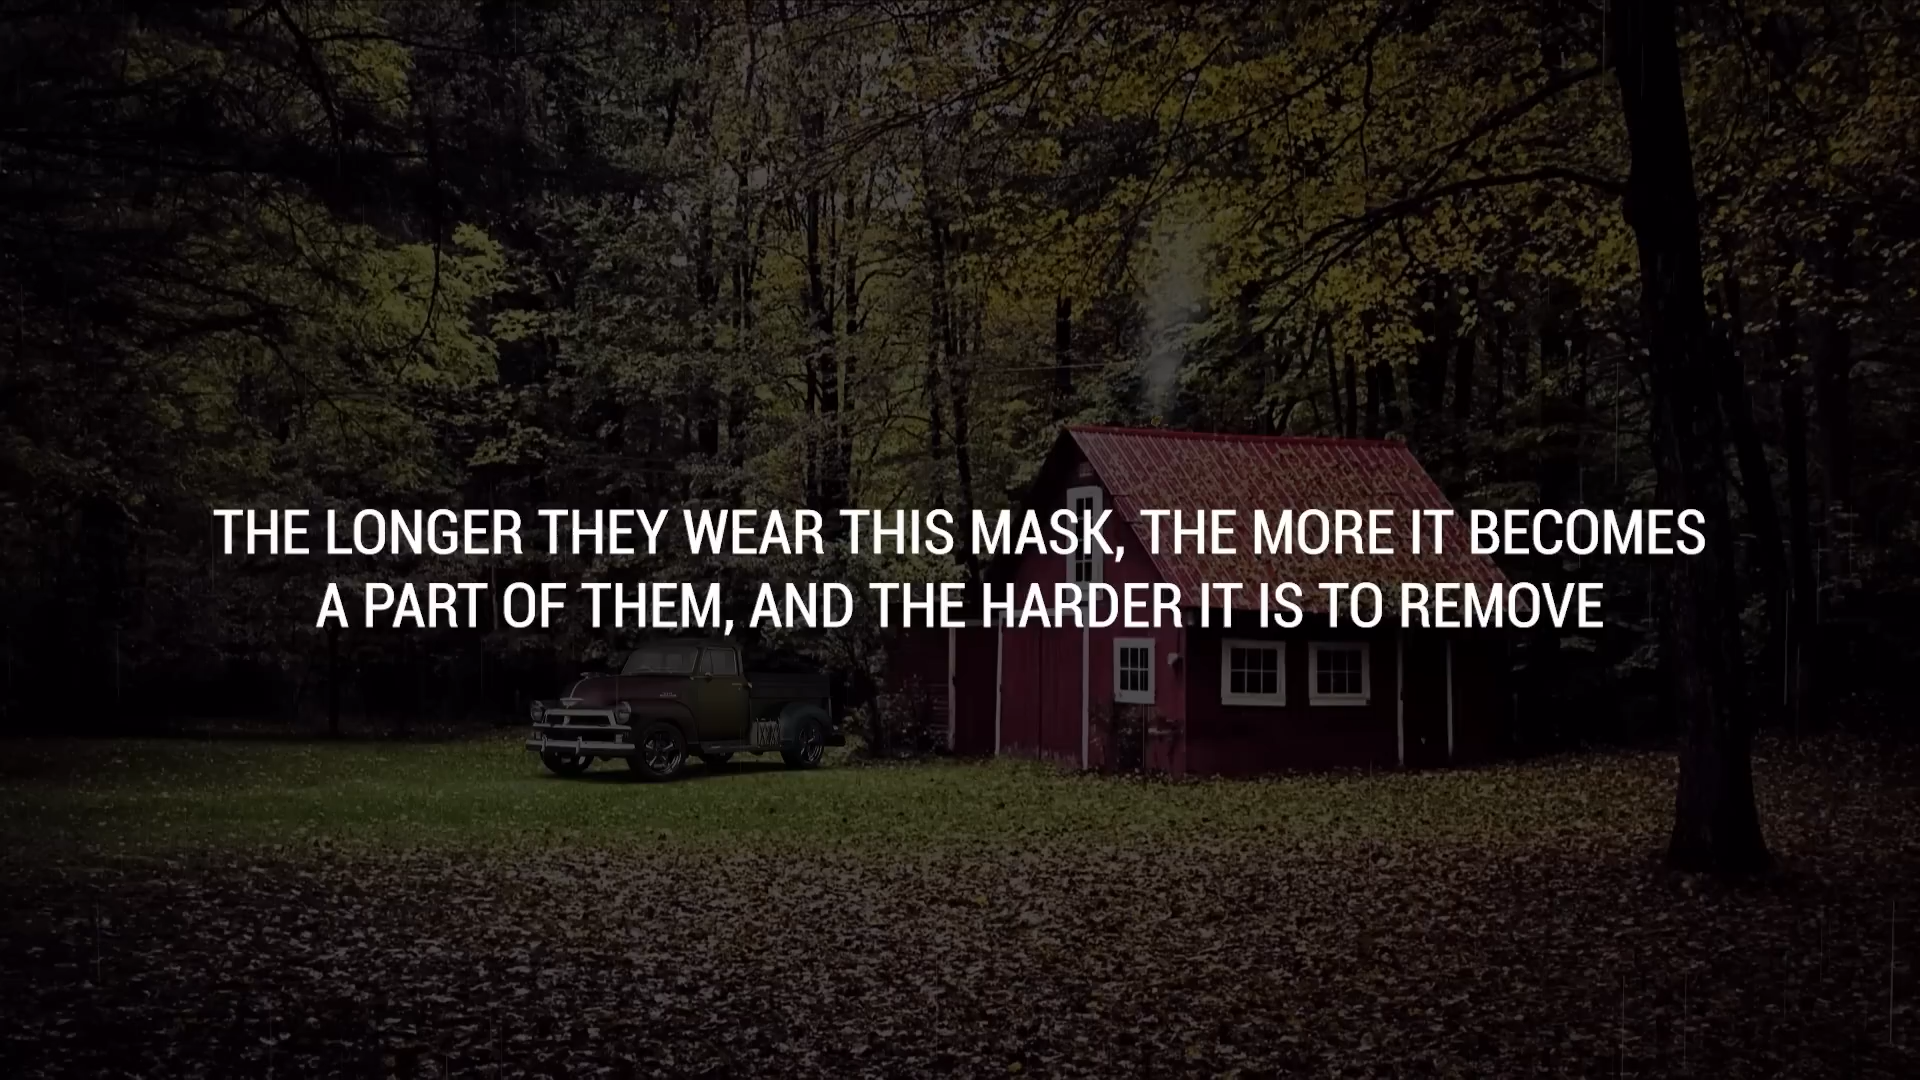 THE LONGER THEY WEAR THIS MASK, THE MORE IT BECOMES
A PART OF THEM, AND THE HARDER IT IS TO REMOVE